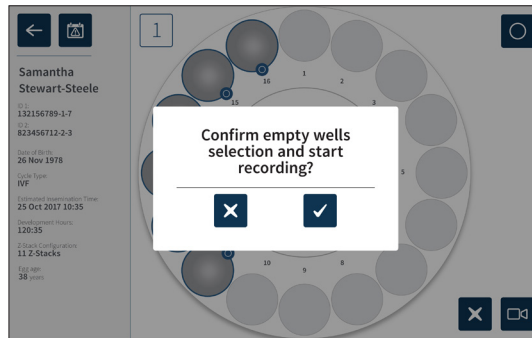 1
Samantha
Stewart-Steele
ID 1:
132156789-1-7
ID 2:
823456712-2-3
Date of Birth:
26 Nov 1978
Cycle Type:
IVF
Estimated Insemination Time:
25 Oct 2017 10:35
Development Hours:
120:35
Z-Stack Configuration:
11 Z-Stacks
Egg age:
38 years
16
1
2
15
3
Confirm empty wells
selection and start
recording?
5
10
9
8